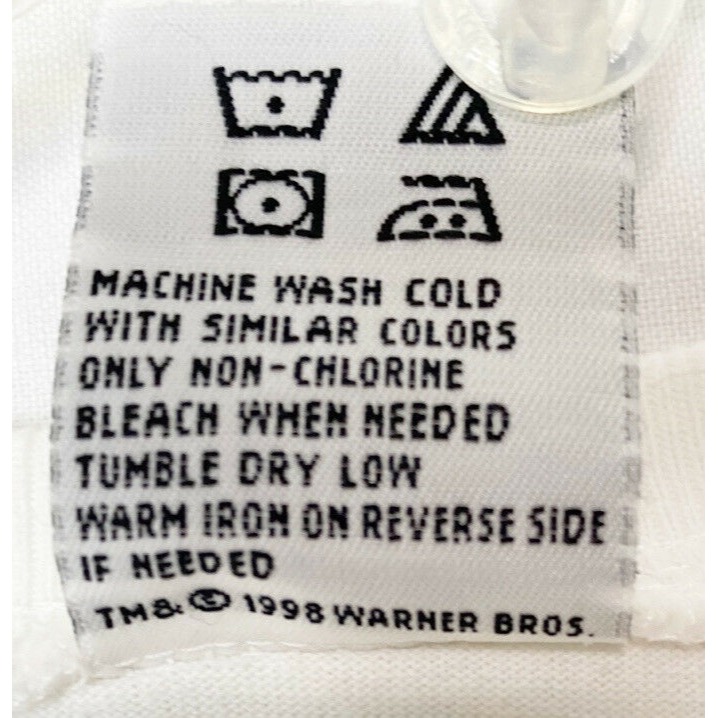 MACHINE WASH COLD
WITH SIMILAR COLORS
ONLY NON-CHLORINE
BLEACH WHEN NEEDED
TUMBLE DRY LOW
WARM IRON ON REVERSE SIDE
IF NEEDED
TM& © 1998 WARNER BROS.